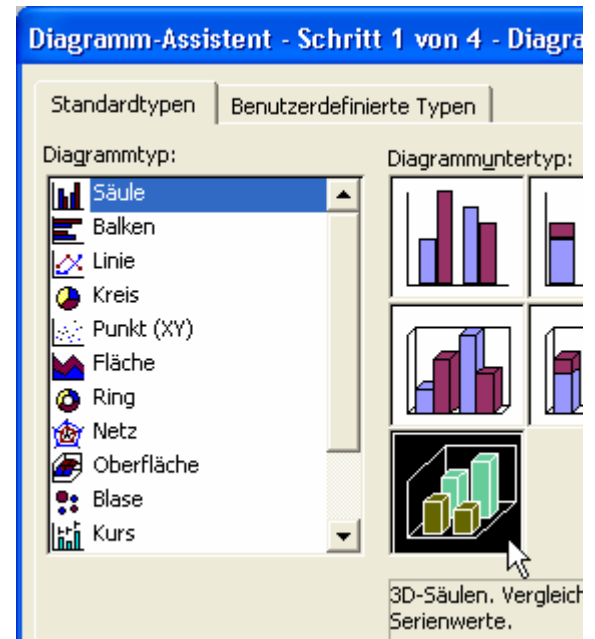 Diagramm-Assistent - Schritt 1 von 4 - Diagra
Standardtypen
Benutzerdefinierte Typen
Diagrammtyp:
Säule
Balken
Linie
Kreis
Punkt (XY)
Fläche
Ring
Netz
Oberfläche
Blase
Kurs
Diagrammuntertyp:
3D-Säulen. Vergleich
Serienwerte.